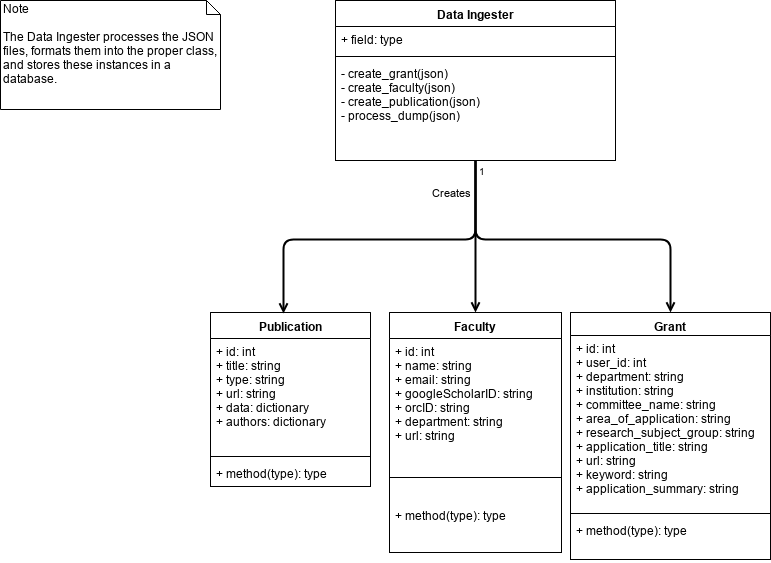 Note
The Data Ingester processes the JSON
files, formats them into the proper class,
and stores these instances in a
database.
Data Ingester
+ field: type
- create_grant(json)
- create_faculty(json)
- create_publication(json)
- process_dump(json)
1
Creates
Publication
+ id: int
+ title: string
+ type: string
+ url: string
+ data: dictionary
+ authors: dictionary
+ method(type): type
Faculty
+ id: int
+ name: string
+ email: string
+ googleScholarID: string
+ orcID: string
+ department: string
+ url: string
+ method(type): type
Grant
+ id: int
+ user_id: int
+ department: string
+ institution: string
+ committee_name: string
+ area_of_application: string
+ research_subject_group: string
+ application_title: string
+ url: string
+ keyword: string
+ application_summary: string
+ method(type): type